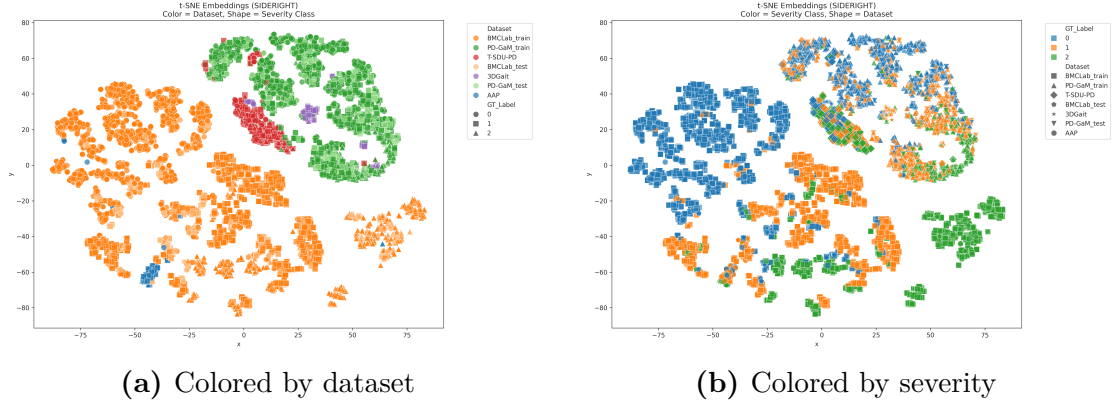 t-SNE Embeddings (SIDERIGHT)
Color = Dataset, Shape = Severity Class
80
60
40
20
0
−20
−40
−60
−80
y
−75
−50
−25
0
25
50
75
x
Dataset
BMCLab_train
PD-GaM_train
T-SDU-PD
BMCLab_test
3DGait
PD-GaM_test
AAP
GT_Label
0
1
2
(a) Colored by dataset
t-SNE Embeddings (SIDERIGHT)
Color = Severity Class, Shape = Dataset
80
60
40
20
0
−20
−40
−60
−80
y
−75
−50
−25
0
25
50
75
x
GT_Label
0
1
2
Dataset
BMCLab_train
PD-GaM_train
T-SDU-PD
BMCLab_test
3DGait
PD-GaM_test
AAP
(b) Colored by severity